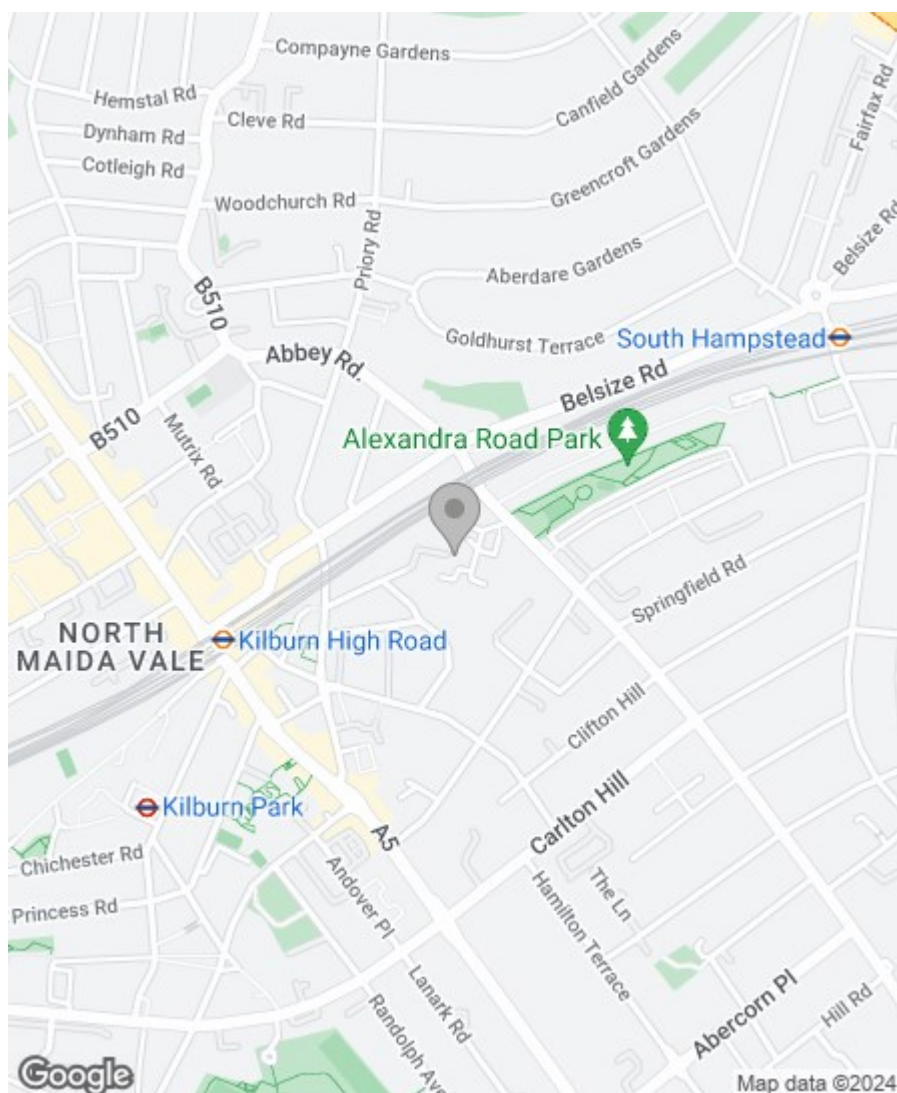 Compayne Gardens
Hemstal Rd
Cleve Rd
Canfield Gardens
Fairfax Rd
Dynham Rd
Cotleigh Rd
Greencroft Gardens
Woodchurch Rd
Priory Rd
Belsize Rd
Aberdare Gardens
B510
Goldhurst Terrace
South Hampstead
Abbey Rd.
Belsize Rd
B510
Mutrix Rd
Alexandra Road Park
Springfield Rd
NORTH
MAIDA VALE
Kilburn High Road
Clifton Hill
Kilburn Park
Carlton Hill
A5
Chichester Rd
Andover Pl
The Ln
Princess Rd
Hamilton Terrace
Lanark Rd
Abercorn Pl
Hill Rd
Randolph Ave
Google
Map data ©2024